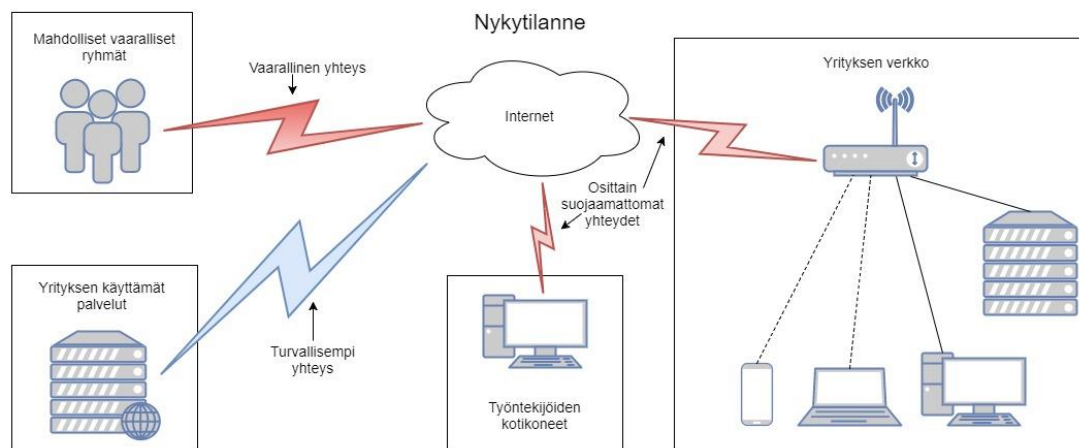 Nykytilanne
Mahdolliset vaaralliset
ryhmät
Vaarallinen yhteys
Internet
Yrityksen verkko
Osittain
suojaamattomat
yhteydet
Yrityksen käyttämät
palvelut
Turvallisempi
yhteys
Työntekijöiden
kotikoneet